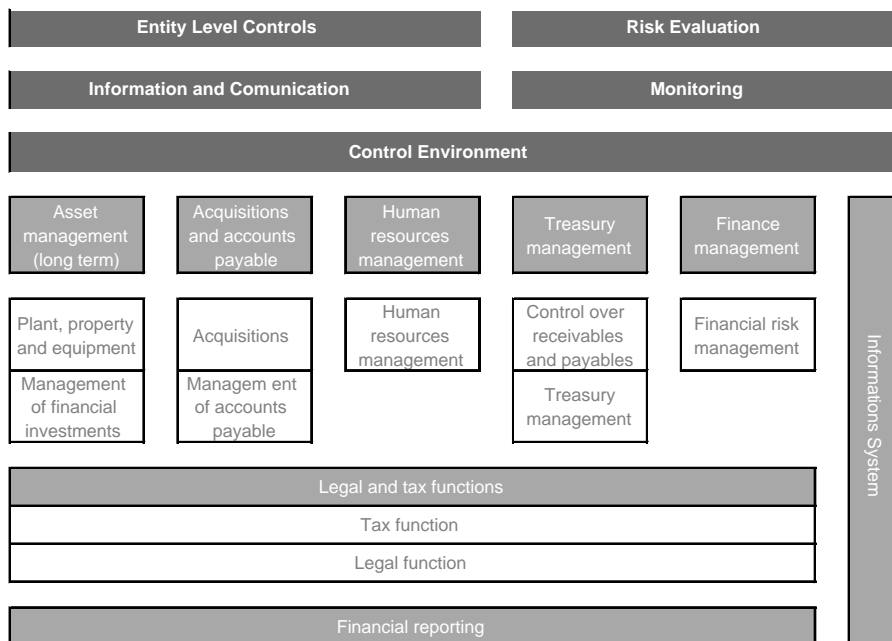 Entity Level Controls
Risk Evaluation
Information and Comunication
Monitoring
Control Environment
Asset
management
(long term)
Acquisitions
and accounts
payable
Human
resources
management
Treasury
management
Finance
management
Plant, property
and equipment
Acquisitions
Human
resources
management
Control over
receivables
and payables
Financial risk
management
Management
of financial
investments
Managem ent
of accounts
payable
Treasury
management
Informations System
Legal and tax functions
Tax function
Legal function
Financial reporting